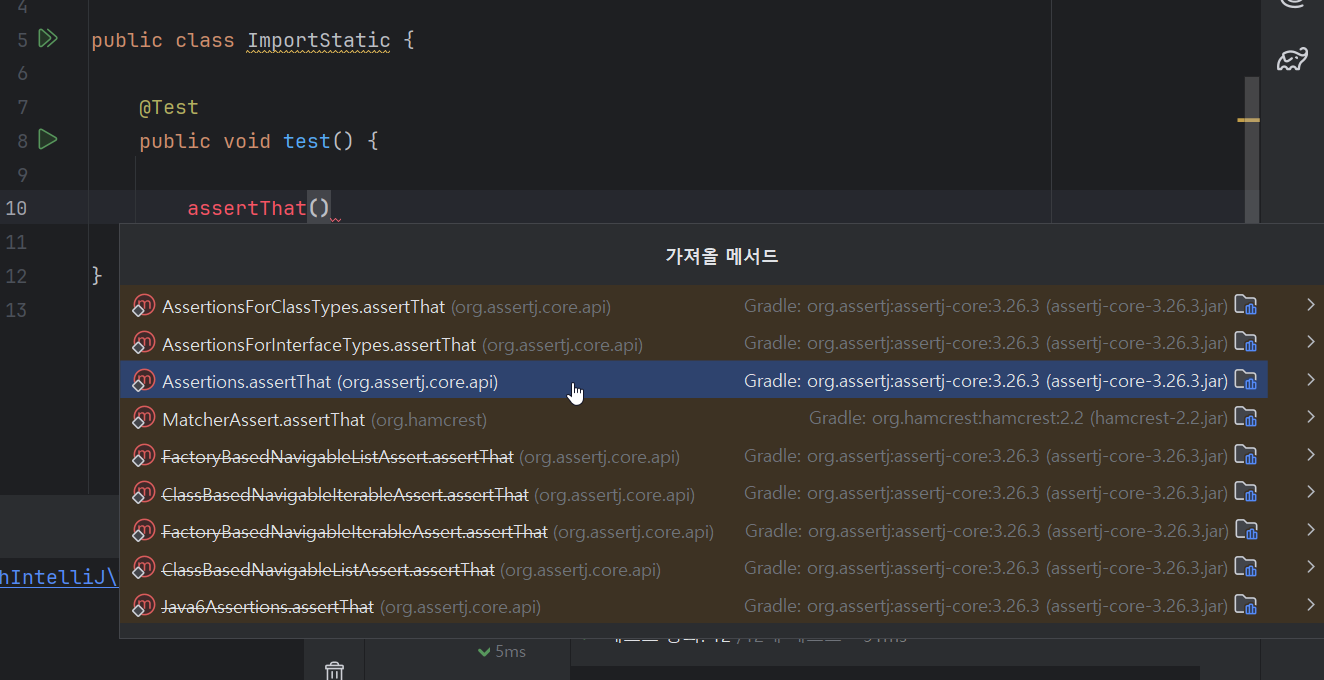 4
5 public class ImportStatic {
6
7 @Test
8 public void test() {
9
10 assertThat()
11
12 }
13
가져올 메서드
AssertionsForClassTypes.assertThat (org.assertj.core.api) Gradle: org.assertj:assertj-core:3.26.3 (assertj-core-3.26.3.jar)
AssertionsForInterfaceTypes.assertThat (org.assertj.core.api) Gradle: org.assertj:assertj-core:3.26.3 (assertj-core-3.26.3.jar)
Assertions.assertThat (org.assertj.core.api) Gradle: org.assertj:assertj-core:3.26.3 (assertj-core-3.26.3.jar)
MatcherAssert.assertThat (org.hamcrest) Gradle: org.hamcrest:hamcrest:2.2 (hamcrest-2.2.jar)
FactoryBasedNavigableListAssert.assertThat (org.assertj.core.api) Gradle: org.assertj:assertj-core:3.26.3 (assertj-core-3.26.3.jar)
ClassBasedNavigableIterableAssert.assertThat (org.assertj.core.api) Gradle: org.assertj:assertj-core:3.26.3 (assertj-core-3.26.3.jar)
FactoryBasedNavigableIterableAssert.assertThat (org.assertj.core.api) Gradle: org.assertj:assertj-core:3.26.3 (assertj-core-3.26.3.jar)
ClassBasedNavigableListAssert.assertThat (org.assertj.core.api) Gradle: org.assertj:assertj-core:3.26.3 (assertj-core-3.26.3.jar)
Java6Assertions.assertThat (org.assertj.core.api) Gradle: org.assertj:assertj-core:3.26.3 (assertj-core-3.26.3.jar)
hIntelliJ\
5ms